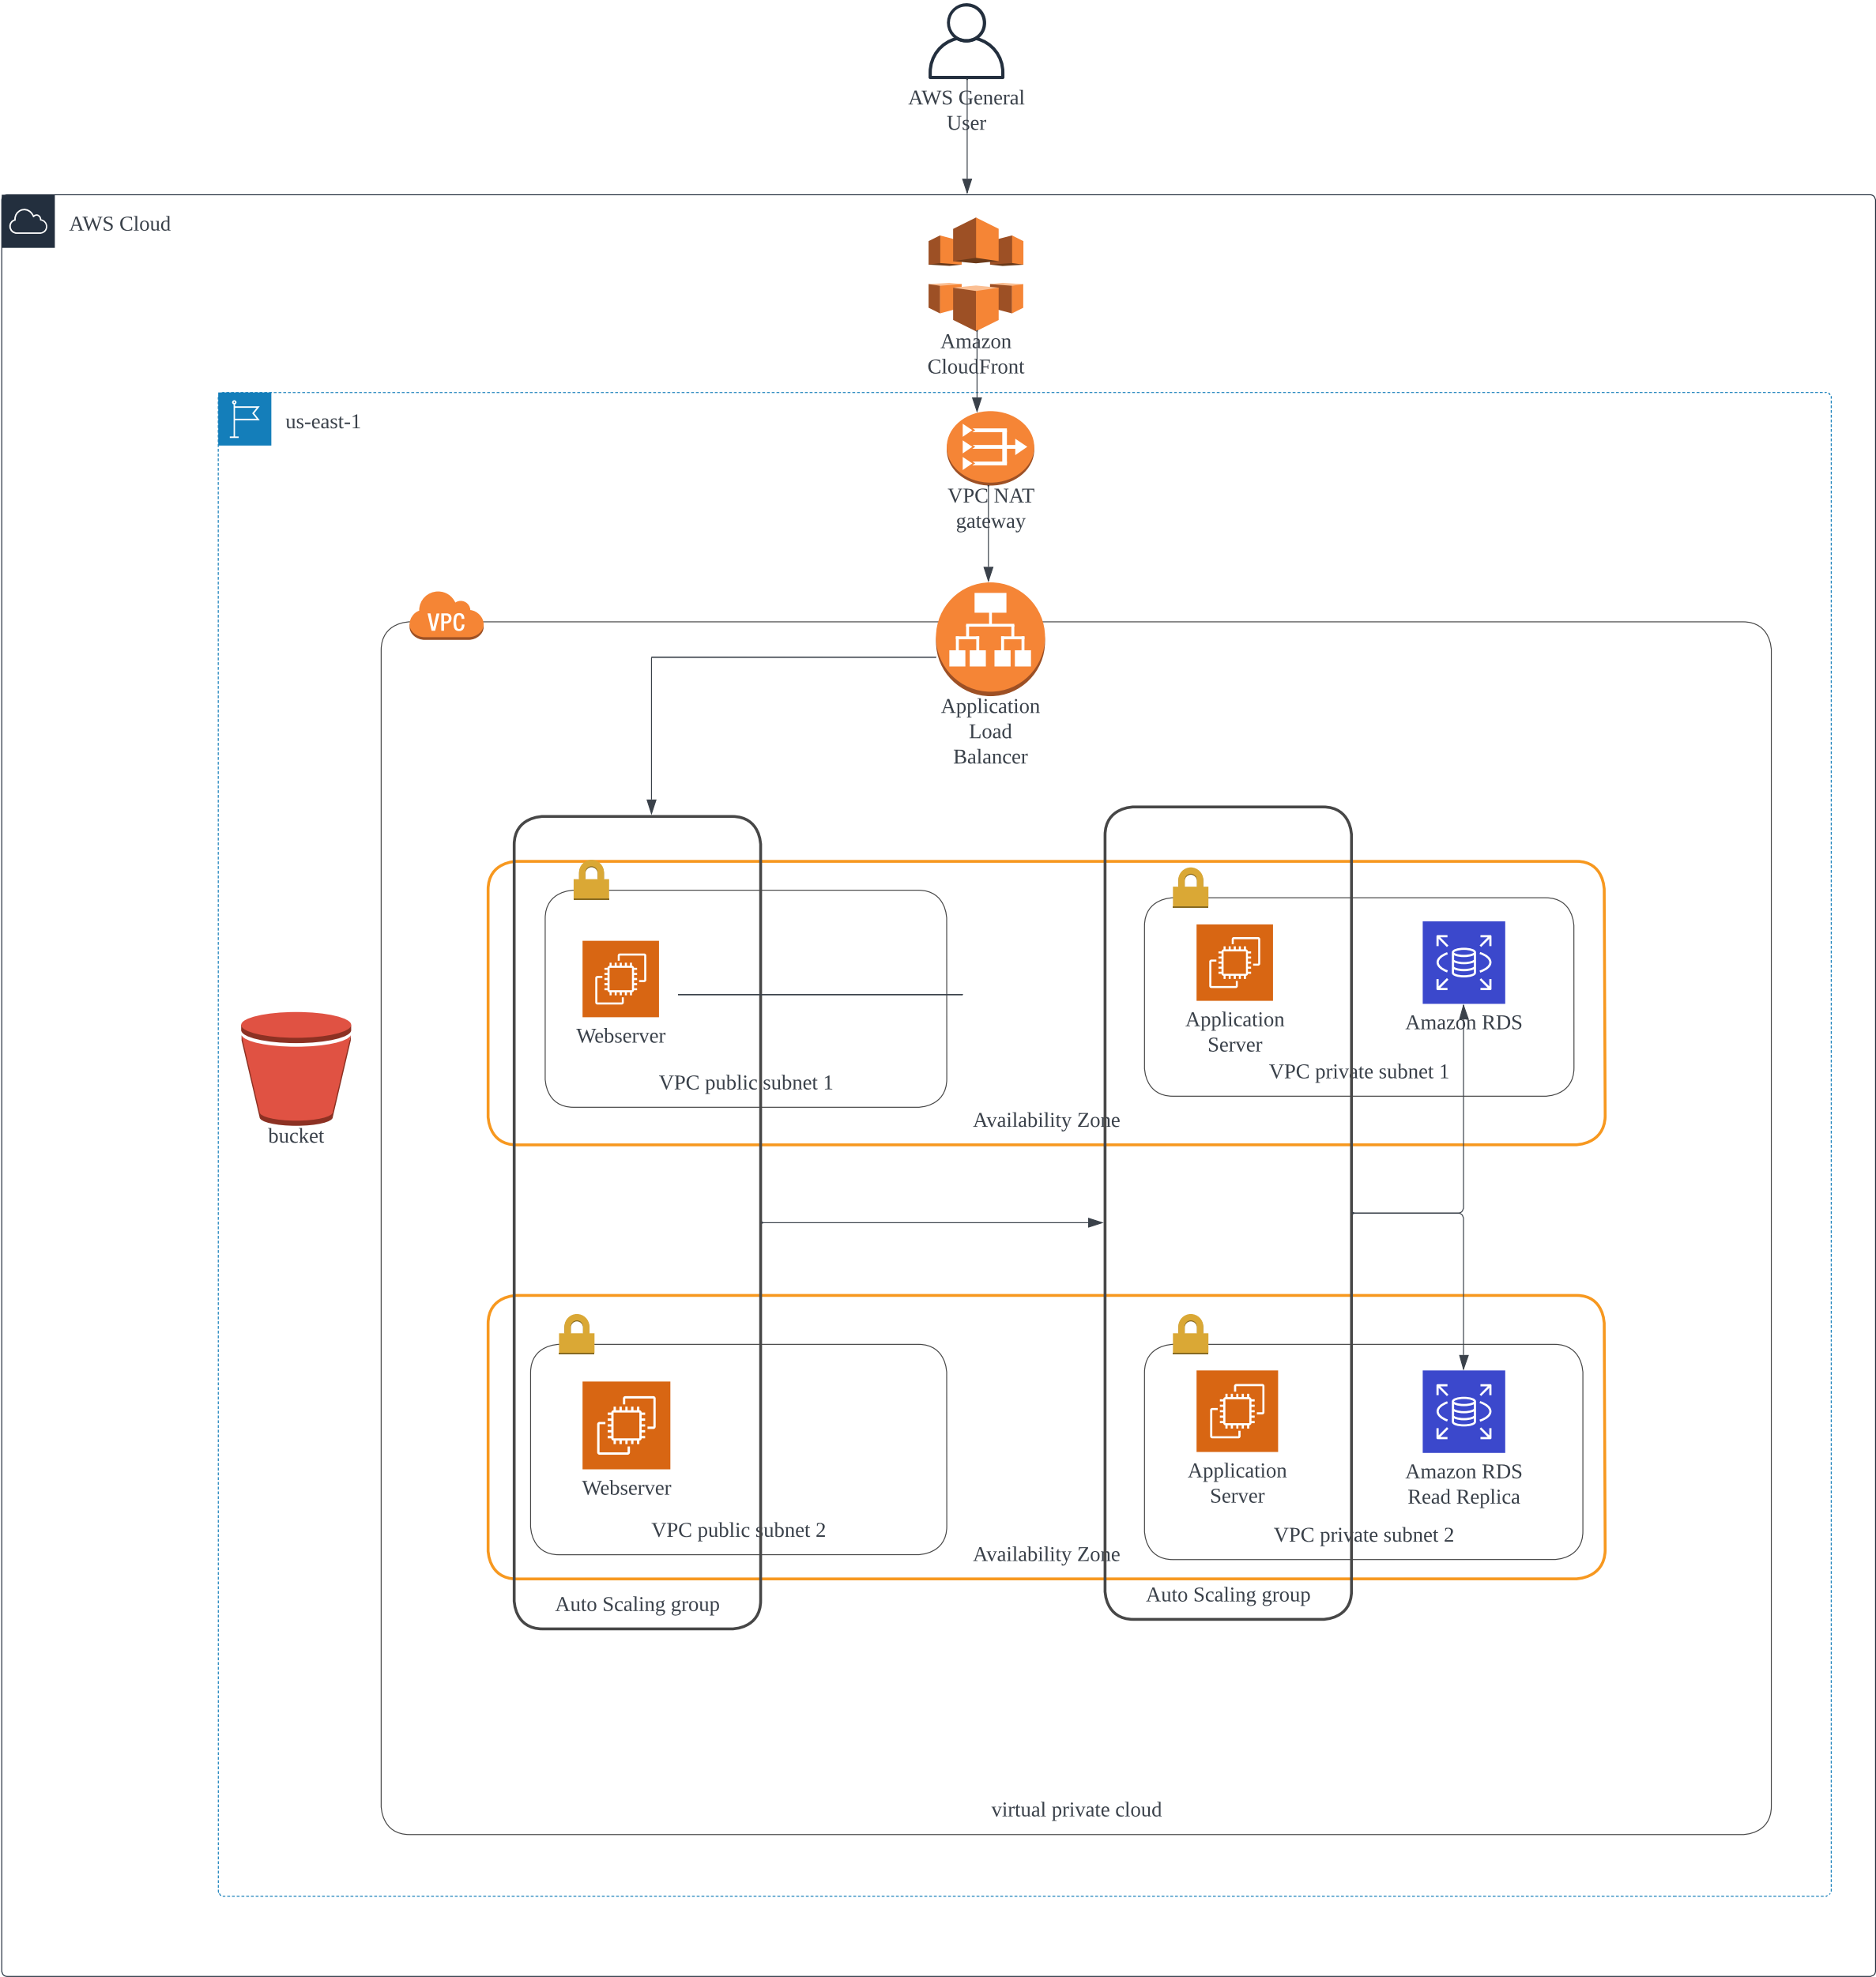 AWS General
User
AWS Cloud
Amazon
CloudFront
us-east-1
VPC NAT
gateway
VPC
Application
Load
Balancer
Webserver
VPC public subnet 1
Application
Server
Amazon RDS
VPC private subnet 1
Availability Zone
bucket
Webserver
VPC public subnet 2
Application
Server
Amazon RDS
Read Replica
VPC private subnet 2
Availability Zone
Auto Scaling group
Auto Scaling group
virtual private cloud